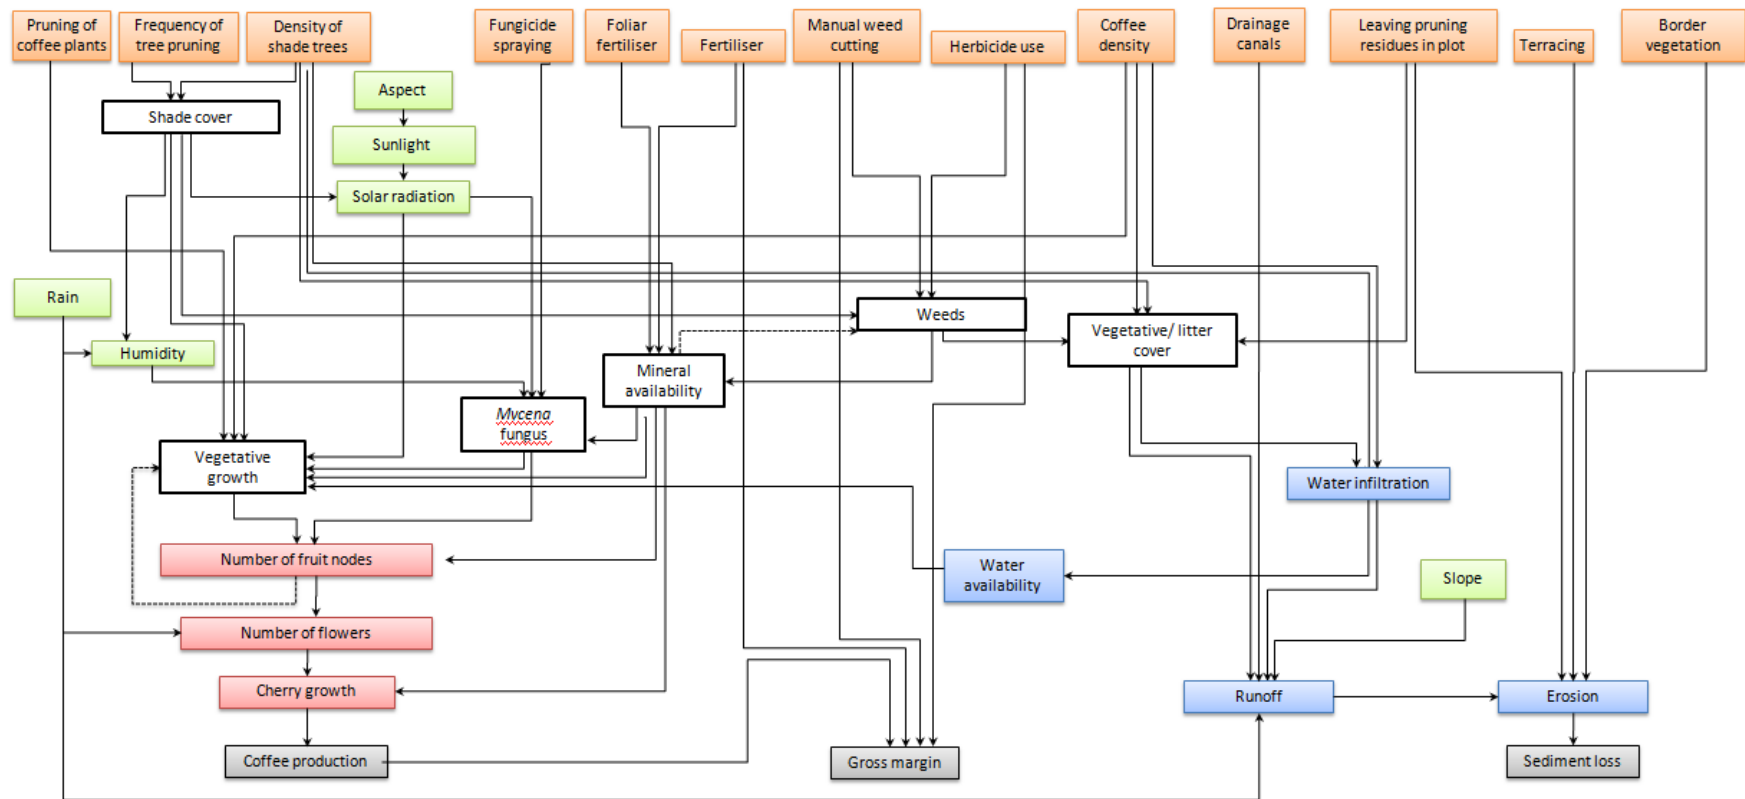 Pruning of
coffee plants
Frequency of
tree pruning
Density of
shade trees
Fungicide
spraying
Foliar
fertiliser
Fertiliser
Manual weed
cutting
Herbicide use
Coffee
density
Drainage
canals
Leaving pruning
residues in plot
Terracing
Border
vegetation
Aspect
Shade cover
Sunlight
Solar radiation
Rain
Weeds
Vegetative/ litter
cover
Humidity
Mineral
availability
Mycena
fungus
Vegetative
growth
Water infiltration
Number of fruit nodes
Water
availability
Slope
Number of flowers
Cherry growth
Runoff
Erosion
Coffee production
Gross margin
Sediment loss